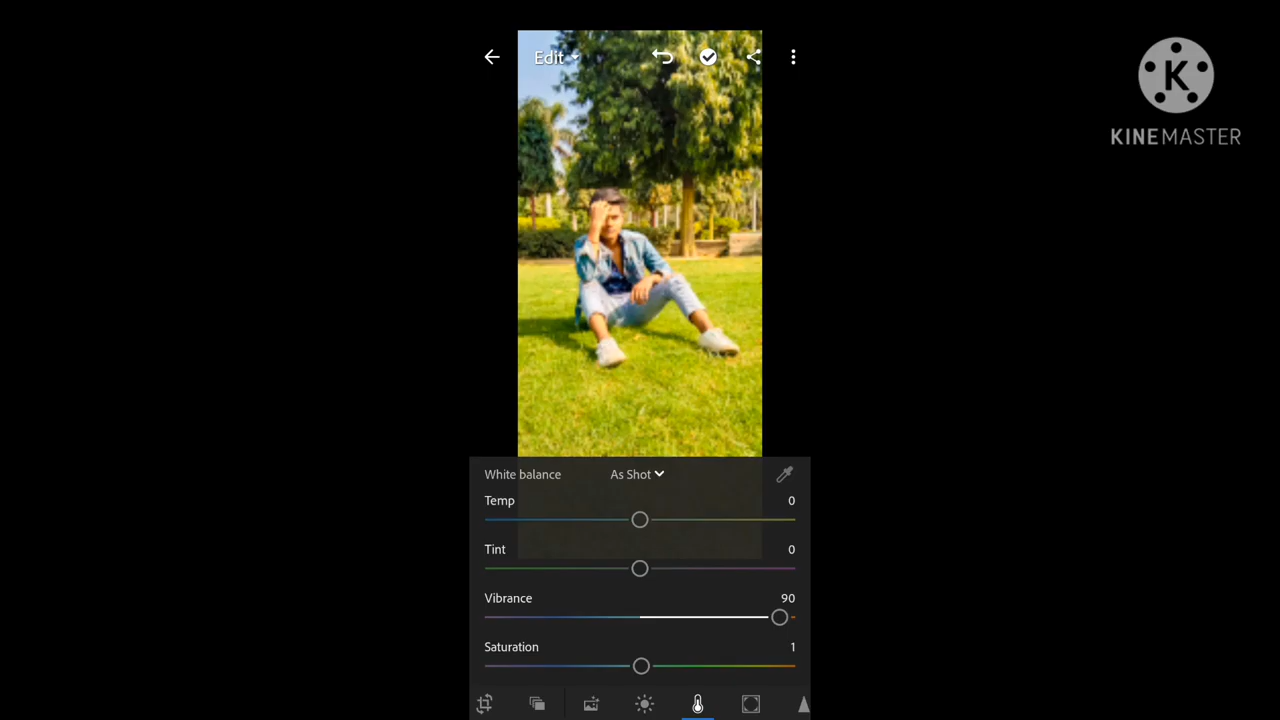 Edit
K
KINEMASTER
White balance As Shot
Temp 0
Tint 0
Vibrance 90
Saturation 1